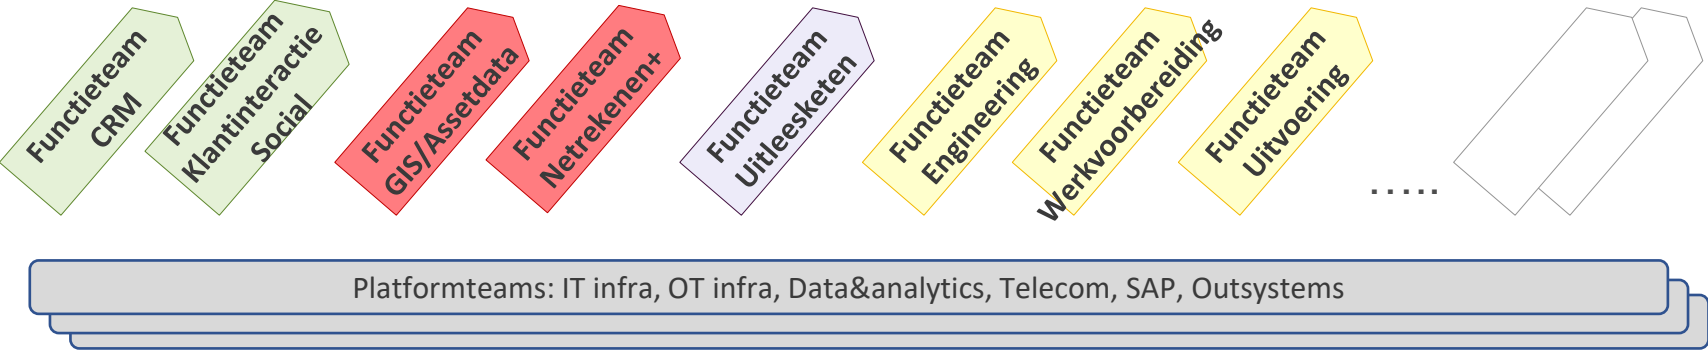 Functieteam
CRM
Functieteam
Klantinteractie
Social
Functieteam
GIS/Assetdata
Functieteam
Netrekenen+
Functieteam
Uitleesketen
Functieteam
Engineering
Functieteam
Werkvoorbereiding
Functieteam
Uitvoering
.....
Platformteams: IT infra, OT infra, Data&analytics, Telecom, SAP, Outsystems